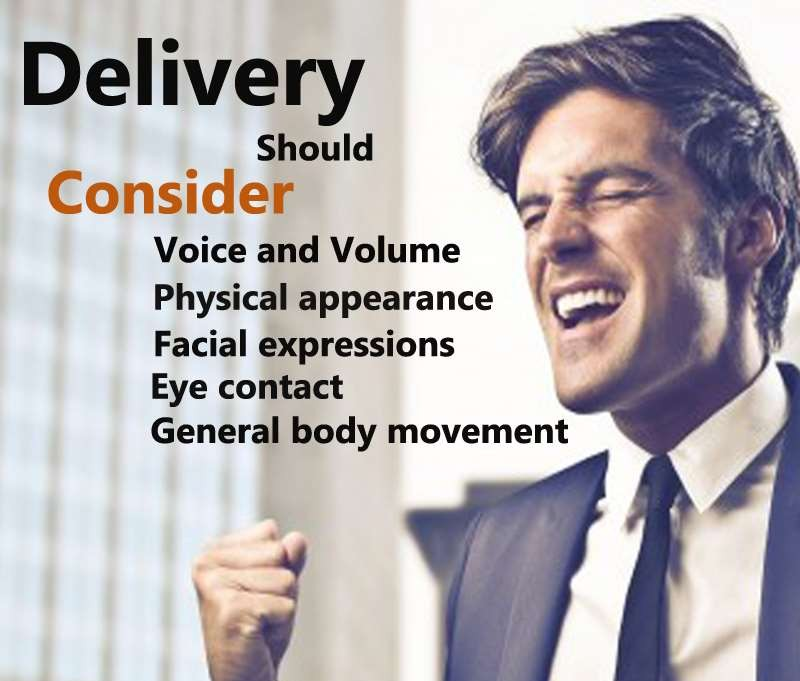 Delivery
Should
Consider
Voice and Volume
Physical appearance
Facial expressions
Eye contact
General body movement